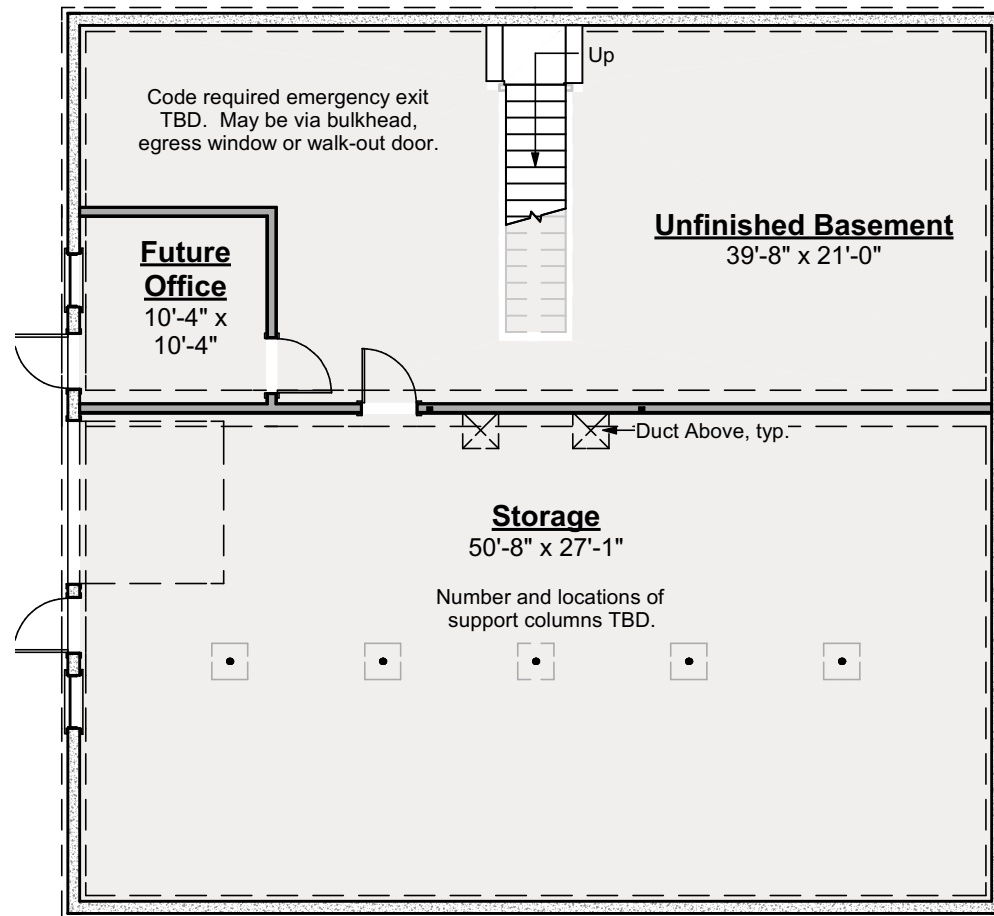 Up
Code required emergency exit
TBD. May be via bulkhead,
egress window or walk-out door.
Unfinished Basement
39'-8" x 21'-0"
Future
Office
10'-4" x
10'-4"
Duct Above, typ.
Storage
50'-8" x 27'-1"
Number and locations of
support columns TBD.